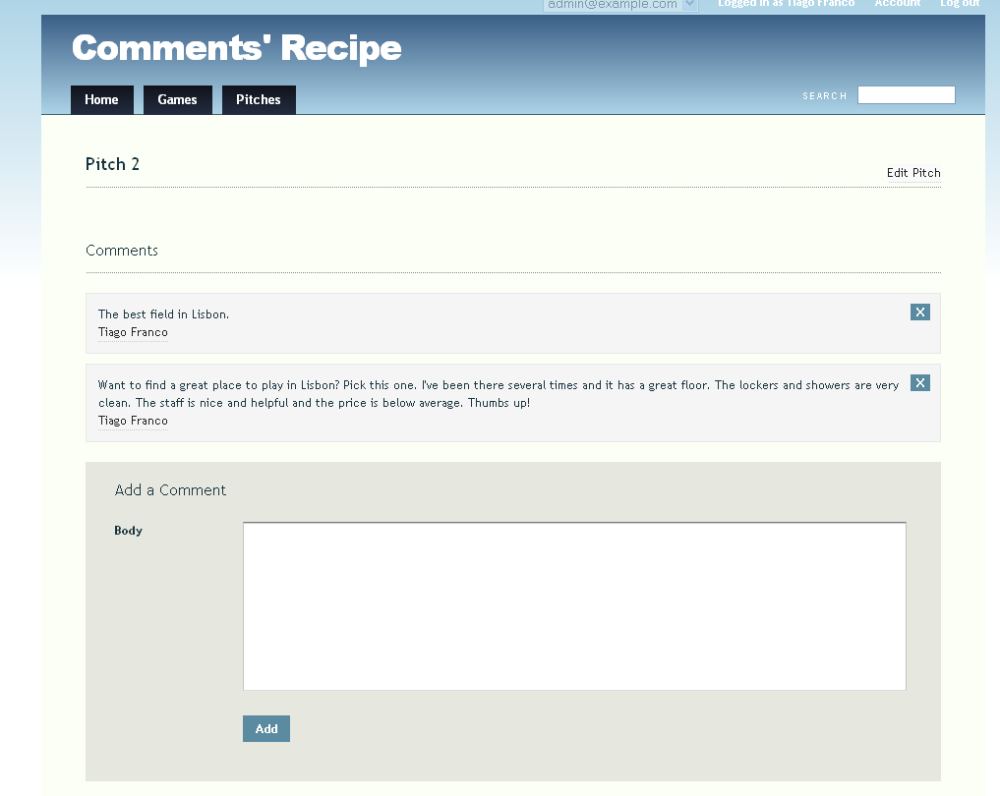 admin@example.com Logged in as Tiago Franco Account Log out
Comments' Recipe
Home Games Pitches SEARCH
Pitch 2
Edit Pitch
Comments
The best field in Lisbon.
Tiago Franco
Want to find a great place to play in Lisbon? Pick this one. I've been there several times and it has a great floor. The lockers and showers are very
clean. The staff is nice and helpful and the price is below average. Thumbs up!
Tiago Franco
Add a Comment
Body
Add